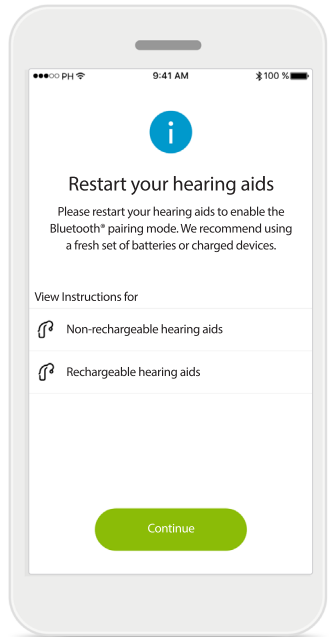 ●●●○○ PH 9:41 AM 100 %
i
Restart your hearing aids
Please restart your hearing aids to enable the
Bluetooth® pairing mode. We recommend using
a fresh set of batteries or charged devices.
View Instructions for
Non-rechargeable hearing aids
Rechargeable hearing aids
Continue